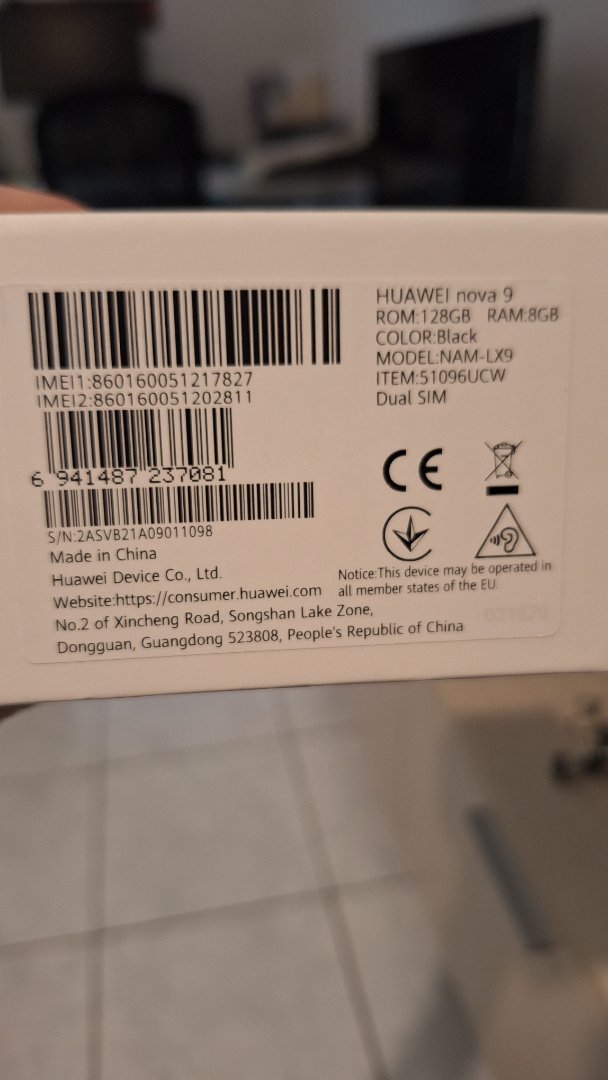 IMEI1:860160051217827
IMEI2:860160051202811
6 941487 237081
S/N:2ASVB21A09011098
Made in China
Huawei Device Co., Ltd.
Website:https://consumer.huawei.com
No.2 of Xincheng Road, Songshan Lake Zone,
Dongguan, Guangdong 523808, People's Republic of China
HUAWEI nova 9
ROM:128GB RAM:8GB
COLOR:Black
MODEL:NAM-LX9
ITEM:51096UCW
Dual SIM
CE
Notice:This device may be operated in
all member states of the EU.